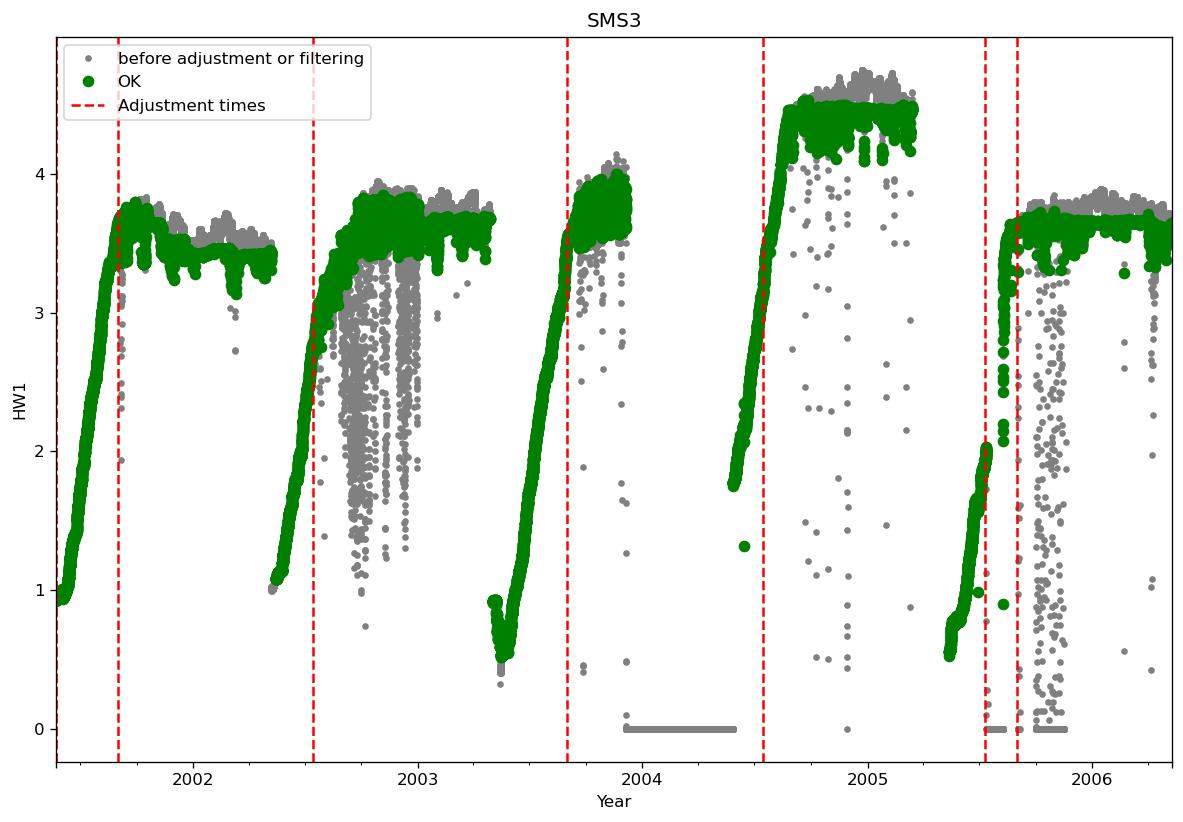 SMS3
before adjustment or filtering
OK
Adjustment times
HW1
4
3
2
1
0
2002 2003 2004 2005 2006
Year